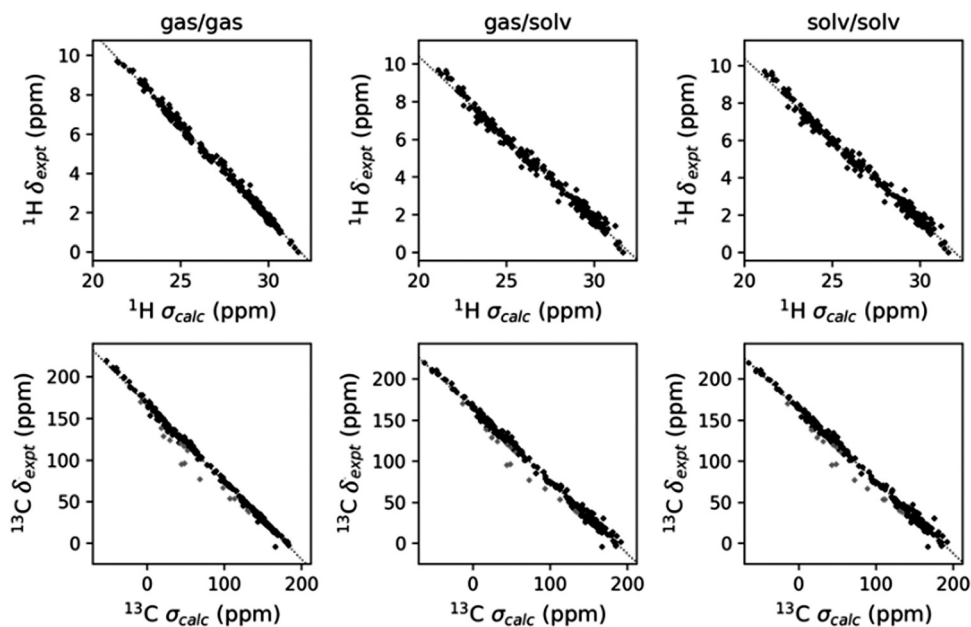 gas/gas
gas/solv
solv/solv
10
8
6
4
2
0
¹H δexpt (ppm)
20 25 30
¹H σcalc (ppm)
10
8
6
4
2
0
¹H δexpt (ppm)
20 25 30
¹H σcalc (ppm)
10
8
6
4
2
0
¹H δexpt (ppm)
20 25 30
¹H σcalc (ppm)
200
150
100
50
0
¹³C δexpt (ppm)
0 100 200
¹³C σcalc (ppm)
200
150
100
50
0
¹³C δexpt (ppm)
0 100 200
¹³C σcalc (ppm)
200
150
100
50
0
¹³C δexpt (ppm)
0 100 200
¹³C σcalc (ppm)